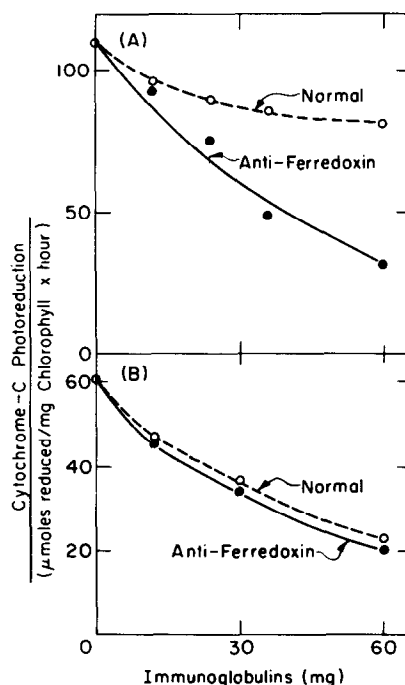 Cytochrome-C Photoreduction
(μmoles reduced/mg Chlorophyll x hour)
(A)
100
50
0
Normal
Anti-Ferredoxin
(B)
60
40
20
0
Normal
Anti-Ferredoxin
0 30 60
Immunoglobulins (mg)